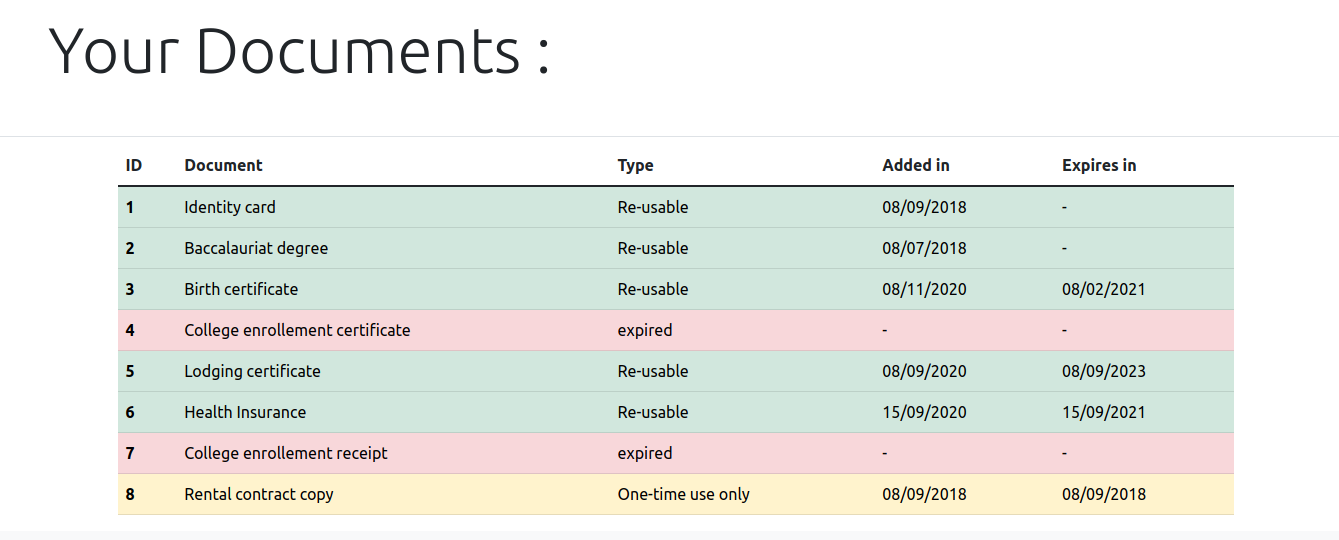 Your Documents :
ID Document Type Added in Expires in
1 Identity card Re-usable 08/09/2018 -
2 Baccalauriat degree Re-usable 08/07/2018 -
3 Birth certificate Re-usable 08/11/2020 08/02/2021
4 College enrollement certificate expired - -
5 Lodging certificate Re-usable 08/09/2020 08/09/2023
6 Health Insurance Re-usable 15/09/2020 15/09/2021
7 College enrollement receipt expired - -
8 Rental contract copy One-time use only 08/09/2018 08/09/2018